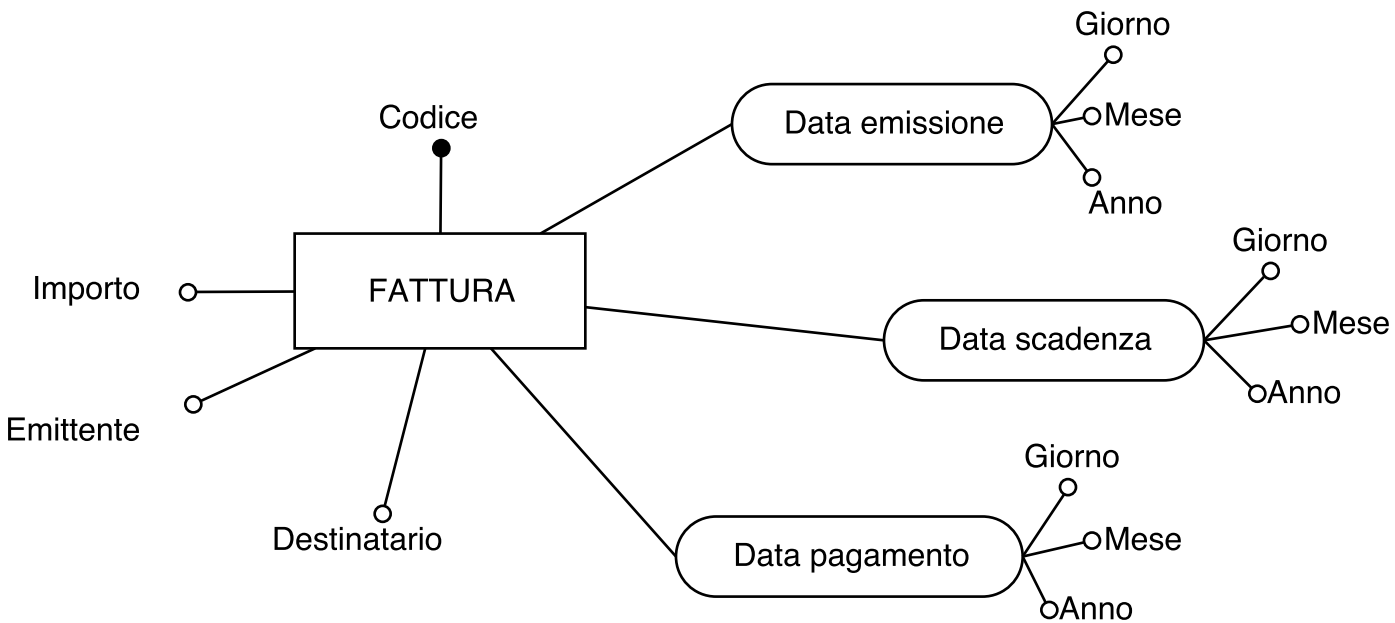 Giorno
Codice
Data emissione
Mese
Anno
Giorno
Importo
FATTURA
Data scadenza
Mese
Anno
Emittente
Giorno
Destinatario
Data pagamento
Mese
Anno